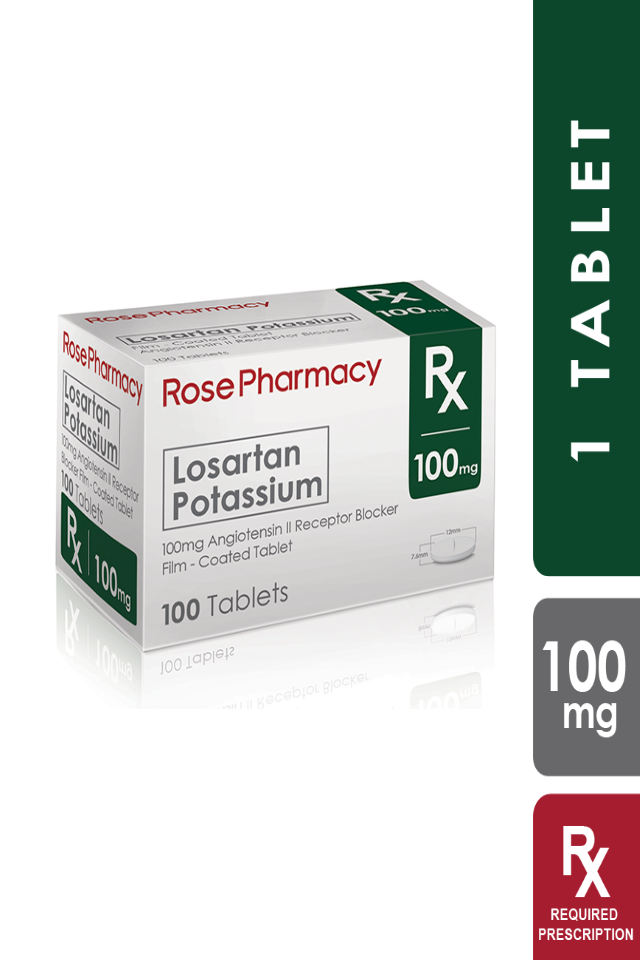 RosePharmacy
Losartan Potassium
Film - Coated Tablet
Angiotensin II Receptor Blocker
100 Tablets
Rx
100mg
RosePharmacy
Losartan
Potassium
100mg Angiotensin II Receptor
Blocker Film - Coated Tablet
100 Tablets
Rx
100mg
RosePharmacy
Losartan
Potassium
100mg Angiotensin II Receptor Blocker
Film - Coated Tablet
100 Tablets
Rx
100mg
12mm
1 TABLET
100
mg
Rx
REQUIRED
PRESCRIPTION